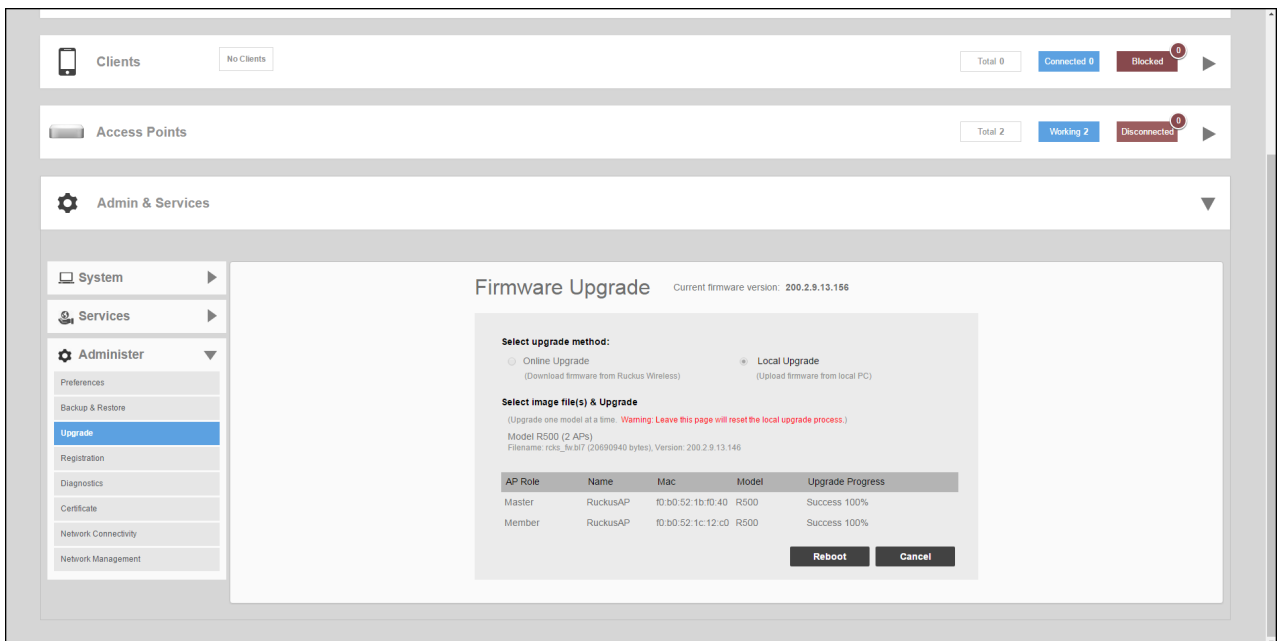 Clients
No Clients
Total 0
Connected 0
Blocked
0
Access Points
Total 2
Working 2
Disconnected
0
Admin & Services
System
Services
Administer
Preferences
Backup & Restore
Upgrade
Registration
Diagnostics
Certificate
Network Connectivity
Network Management
Firmware Upgrade Current firmware version: 200.2.9.13.156
Select upgrade method:
Online Upgrade
(Download firmware from Ruckus Wireless)
Local Upgrade
(Upload firmware from local PC)
Select image file(s) & Upgrade
(Upgrade one model at a time. Warning: Leave this page will reset the local upgrade process.)
Model R500 (2 APs)
Filename: rcks_fw.bl7 (20690940 bytes), Version: 200.2.9.13.146
AP Role Name Mac Model Upgrade Progress
Master RuckusAP f0:b0:52:1b:f0:40 R500 Success 100%
Member RuckusAP f0:b0:52:1c:12:c0 R500 Success 100%
Reboot Cancel